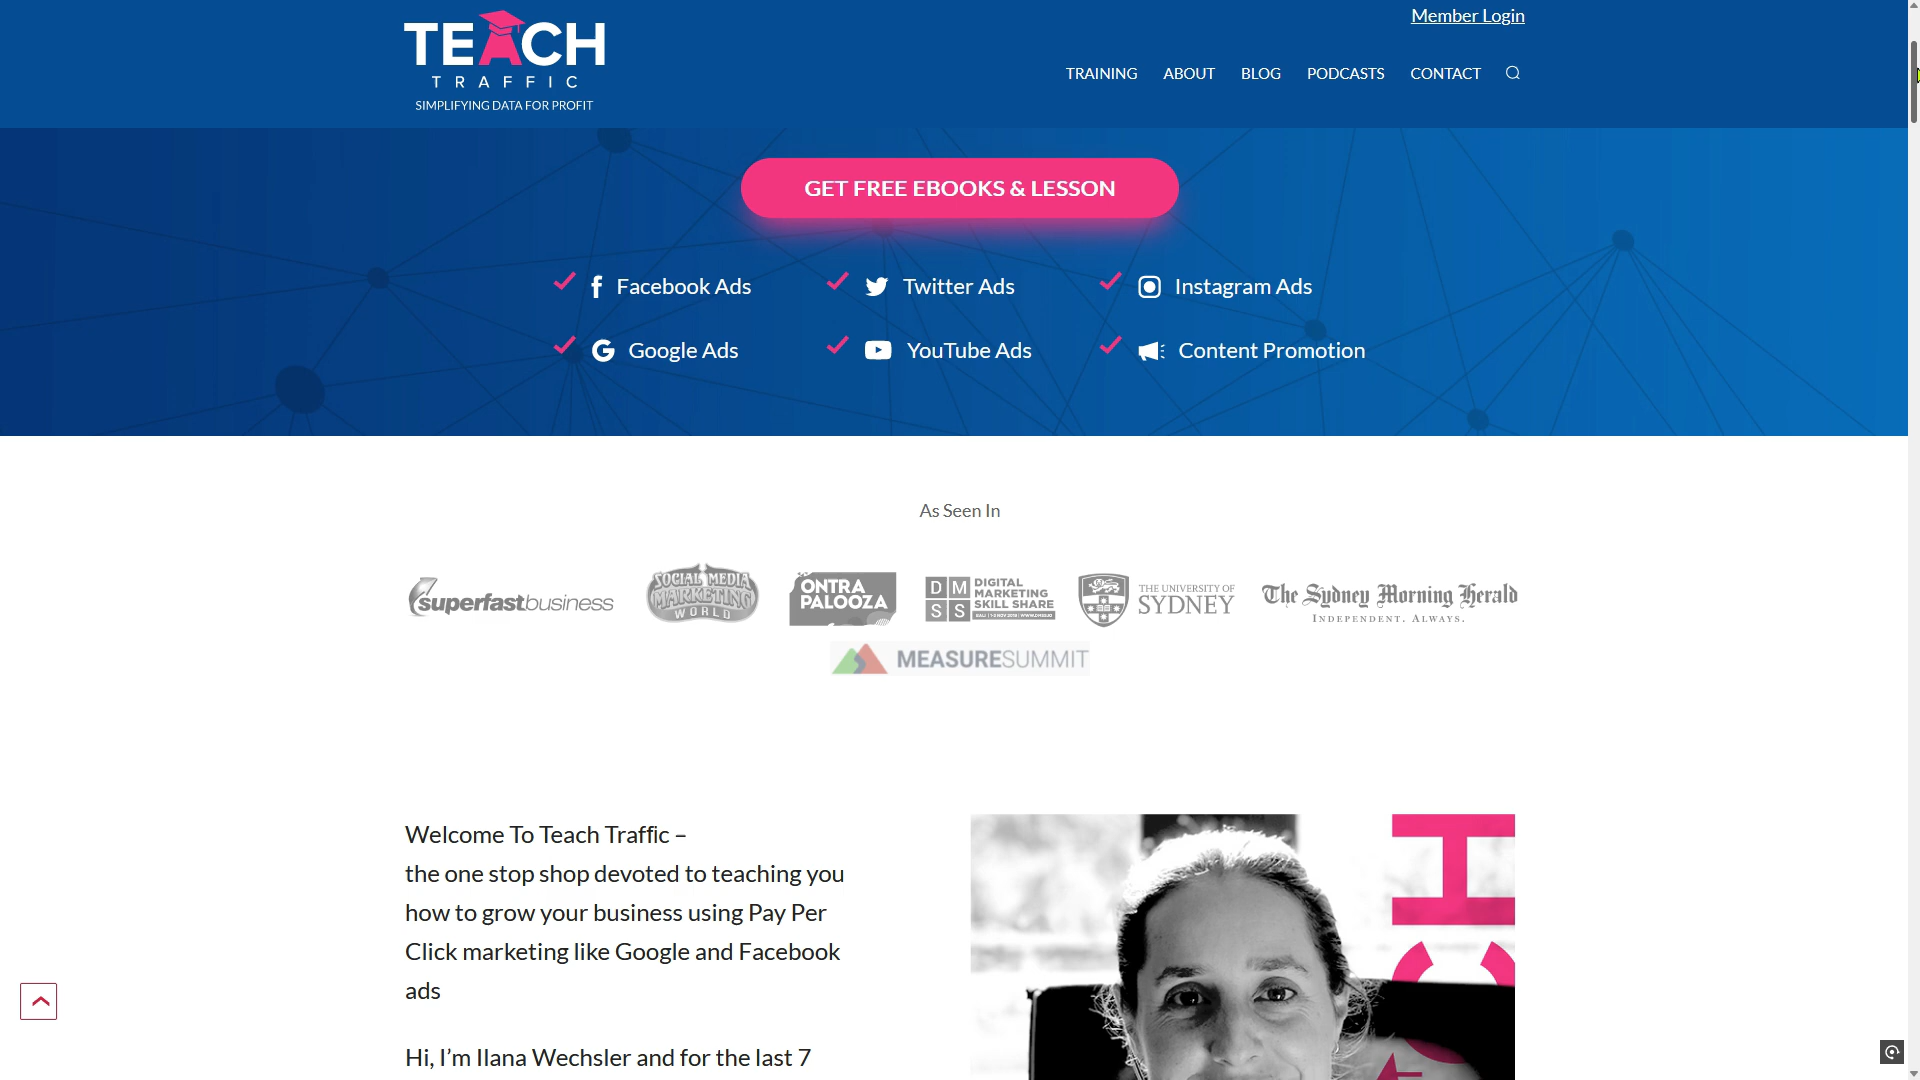 Member Login
TEACH
TRAFFIC
SIMPLIFYING DATA FOR PROFIT
TRAINING ABOUT BLOG PODCASTS CONTACT
GET FREE EBOOKS & LESSON
Facebook Ads Twitter Ads Instagram Ads
Google Ads YouTube Ads Content Promotion
As Seen In
superfastbusiness
SOCIAL MEDIA
MARKETING
WORLD
ONTRA
PALOOZA
DM
SS
DIGITAL
MARKETING
SKILL SHARE
THE UNIVERSITY OF
SYDNEY
The Sydney Morning Herald
INDEPENDENT. ALWAYS.
MEASURESUMMIT
Welcome To Teach Traffic –
the one stop shop devoted to teaching you
how to grow your business using Pay Per
Click marketing like Google and Facebook
ads
Hi, I’m Ilana Wechsler and for the last 7